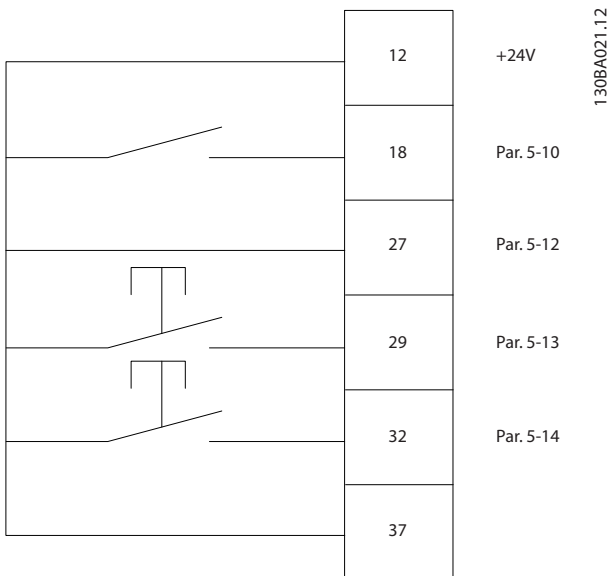 12 +24V
18 Par. 5-10
27 Par. 5-12
29 Par. 5-13
32 Par. 5-14
37
130BA021.12